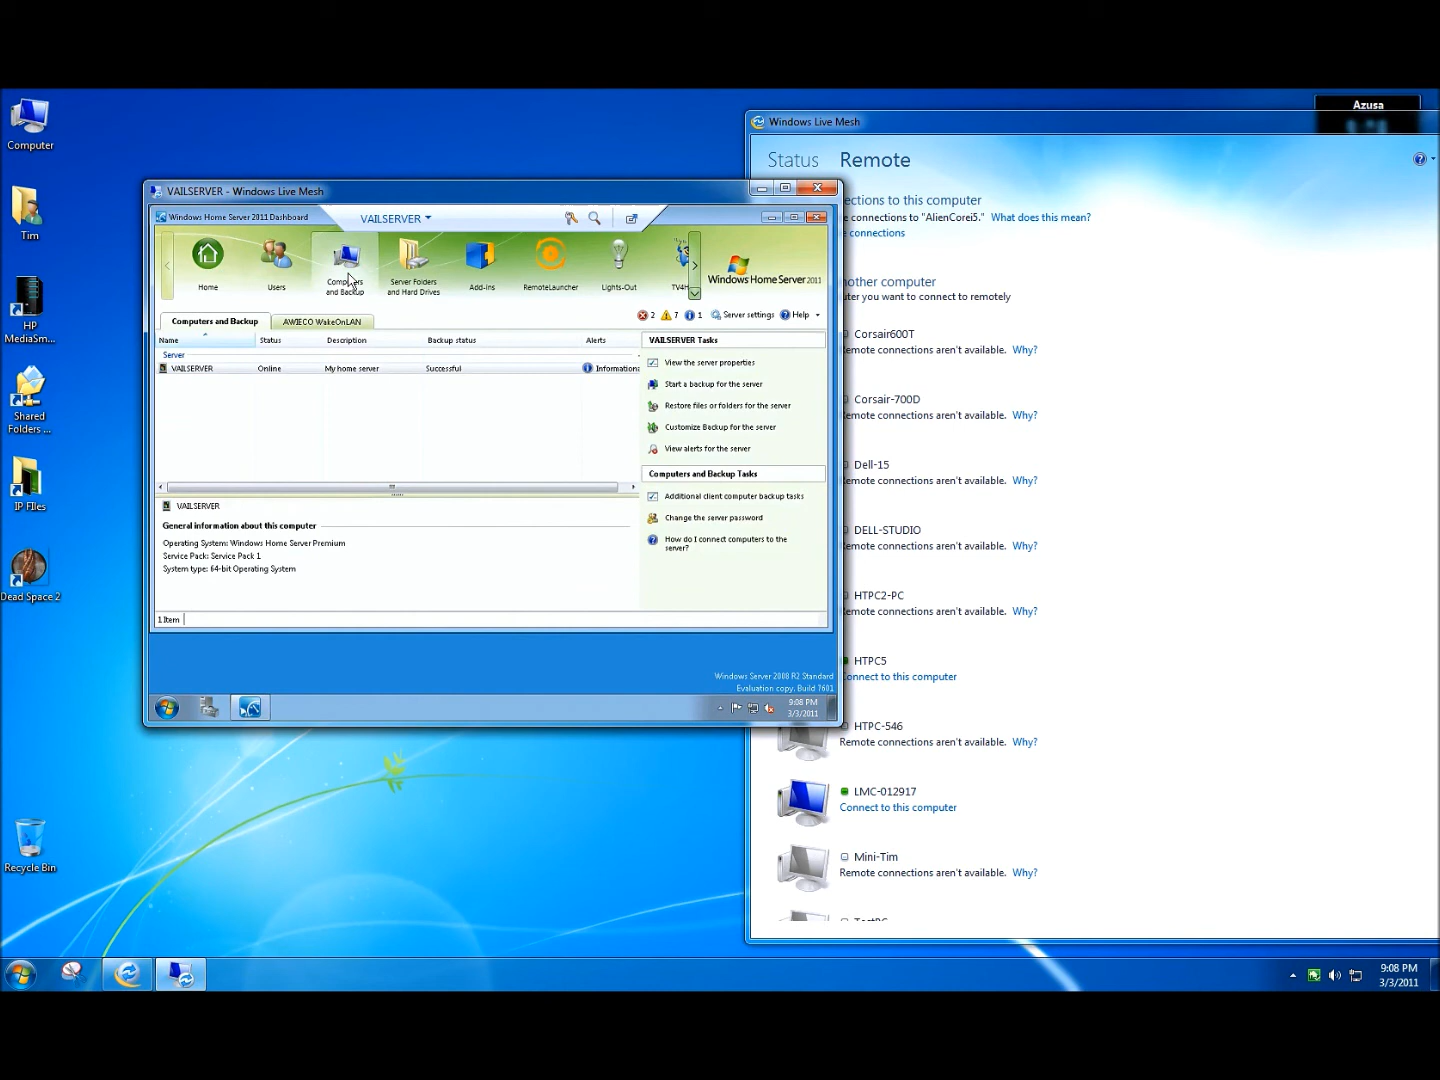 Computer
Tim
HP
MediaSm...
Shared
Folders ...
IP FIles
Dead Space 2
Recycle Bin
Azusa
Windows Live Mesh
Status Remote
ections to this computer
e connections to "AlienCorei5." What does this mean?
e connections
nother computer
uter you want to connect to remotely
Corsair600T
emote connections aren't available. Why?
Corsair-700D
emote connections aren't available. Why?
Dell-15
emote connections aren't available. Why?
DELL-STUDIO
emote connections aren't available. Why?
HTPC2-PC
emote connections aren't available. Why?
HTPC5
onnect to this computer
HTPC-546
Remote connections aren't available. Why?
LMC-012917
Connect to this computer
Mini-Tim
Remote connections aren't available. Why?
VAILSERVER - Windows Live Mesh
Windows Home Server 2011 Dashboard
VAILSERVER
Home
Users
Computers
and Backup
Server Folders
and Hard Drives
Add-ins
RemoteLauncher
Lights-Out
TV4H
Windows Home Server 2011
Computers and Backup
AWIECO WakeOnLAN
2 7 1 Server settings Help
Name Status Description Backup status Alerts
Server
VAILSERVER Online My home server Successful Informationa
VAILSERVER Tasks
View the server properties
Start a backup for the server
Restore files or folders for the server
Customize Backup for the server
View alerts for the server
Computers and Backup Tasks
Additional client computer backup tasks
Change the server password
How do I connect computers to the
server?
VAILSERVER
General information about this computer
Operating System: Windows Home Server Premium
Service Pack: Service Pack 1
System type: 64-bit Operating System
1 Item
Windows Server 2008 R2 Standard
Evaluation copy. Build 7601
9:08 PM
3/3/2011
9:08 PM
3/3/2011